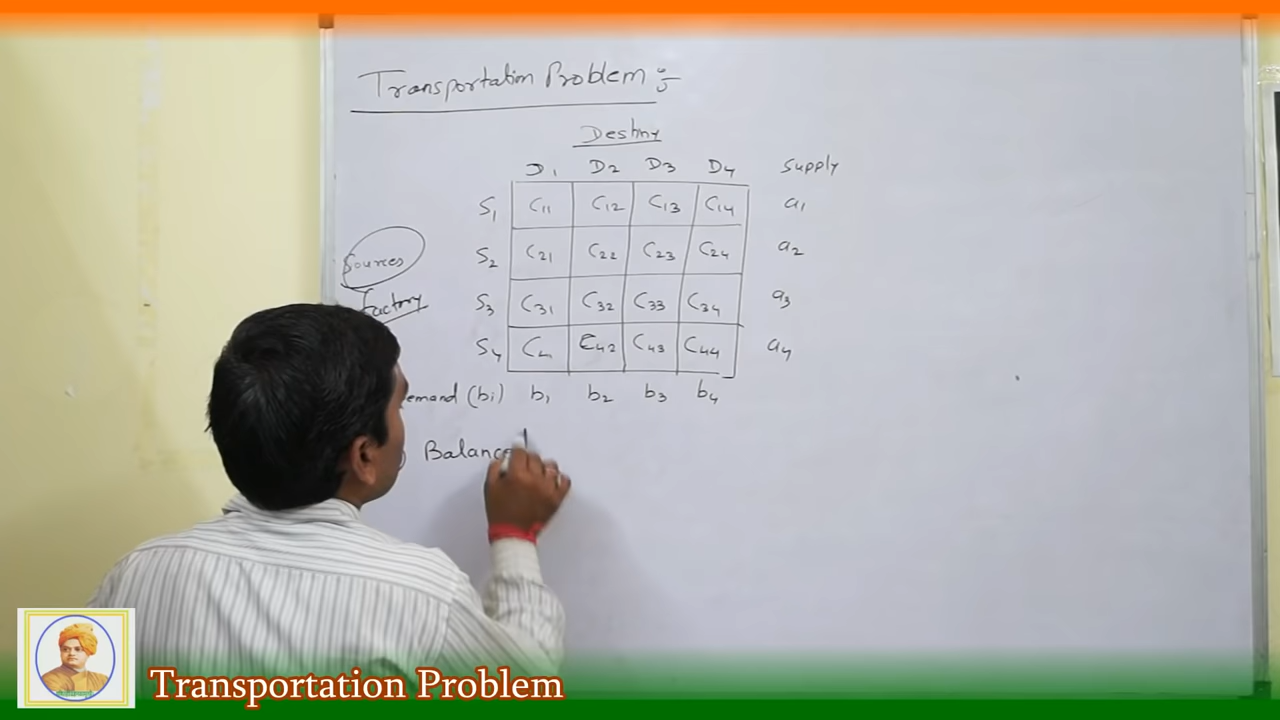 Transportation Problem :-
Destiny
D1 D2 D3 D4 Supply
S1 C11 C12 C13 C14 a1
Sources S2 C21 C22 C23 C24 a2
Factory S3 C31 C32 C33 C34 a3
S4 C41 C42 C43 C44 a4
emand (bi) b1 b2 b3 b4
Balanced
Transportation Problem